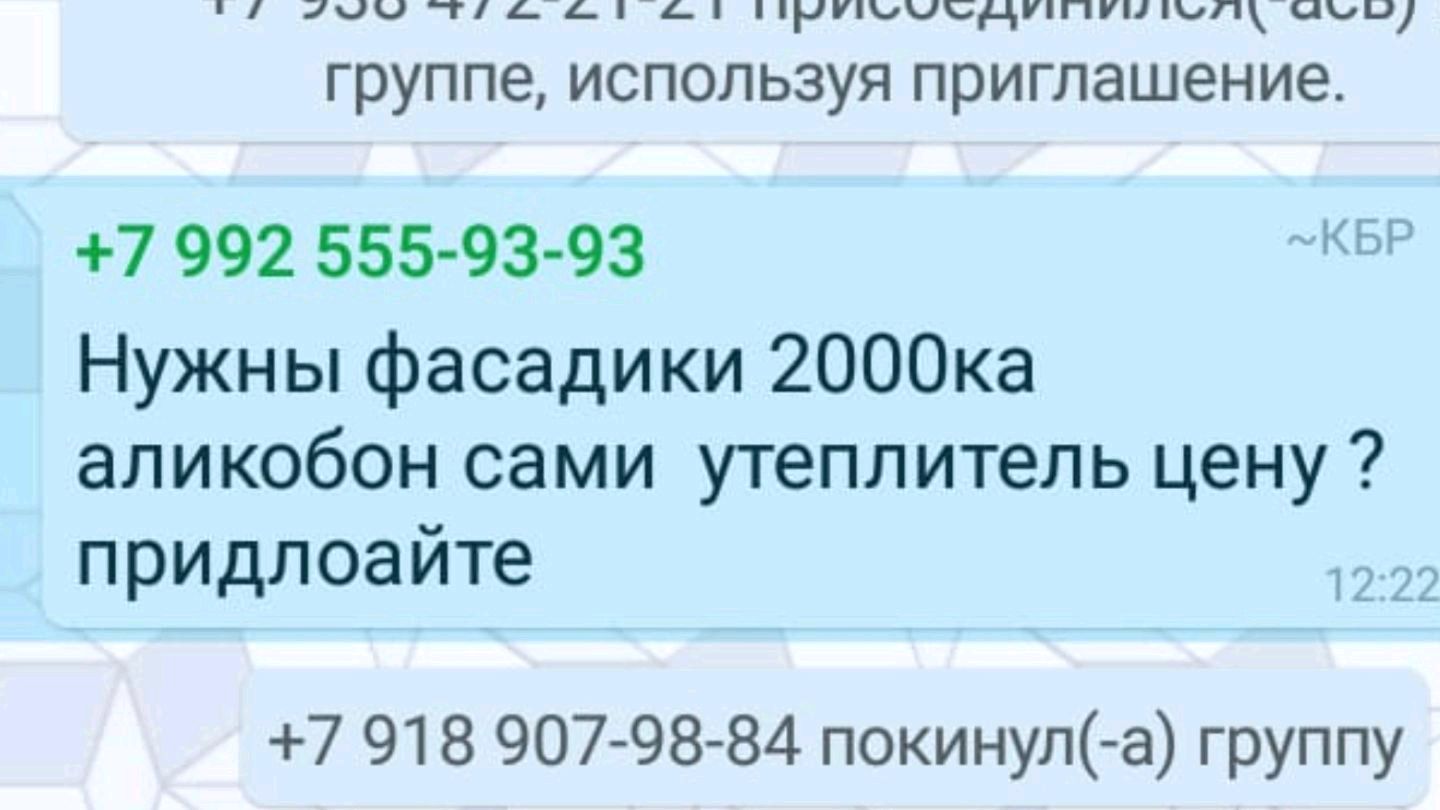 +7 938 472-21-21 присоединился(-ась)
группе, используя приглашение.
+7 992 555-93-93
~КБР
Нужны фасадики 2000ка
аликобон сами утеплитель цену ?
придлоайте
12:22
+7 918 907-98-84 покинул(-а) группу